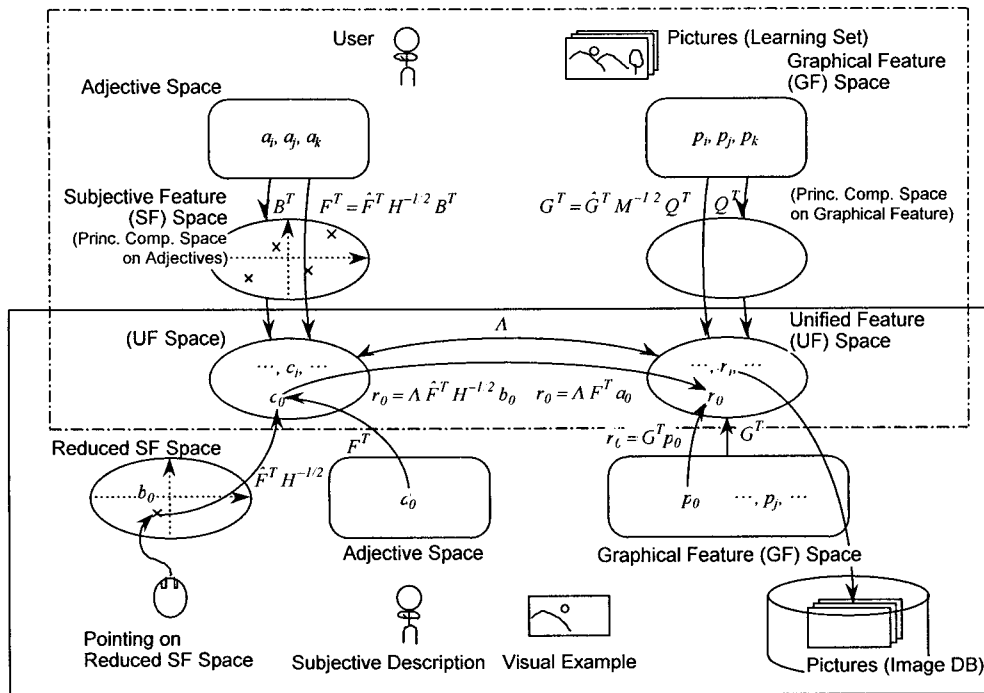 User
Pictures (Learning Set)
Adjective Space
Graphical Feature
(GF) Space
a_i, a_j, a_k
p_i, p_j, p_k
Subjective Feature
(SF) Space
(Princ. Comp. Space
on Adjectives)
B^T
F^T = F̂^T H^{-1/2} B^T
G^T = Ĝ^T M^{-1/2} Q^T
Q^T
(Princ. Comp. Space
on Graphical Feature)
(UF Space)
Λ
Unified Feature
(UF) Space
..., c_i, ...
..., r_i, ...
c_0
r_0 = Λ F̂^T H^{-1/2} b_0
r_0 = Λ F^T a_0
r_0
Reduced SF Space
F̂^T H^{-1/2}
F^T
r_0 = G^T p_0
G^T
b_0
c_0
p_0
..., p_j, ...
Adjective Space
Graphical Feature (GF) Space
Pointing on
Reduced SF Space
Subjective Description
Visual Example
Pictures (Image DB)